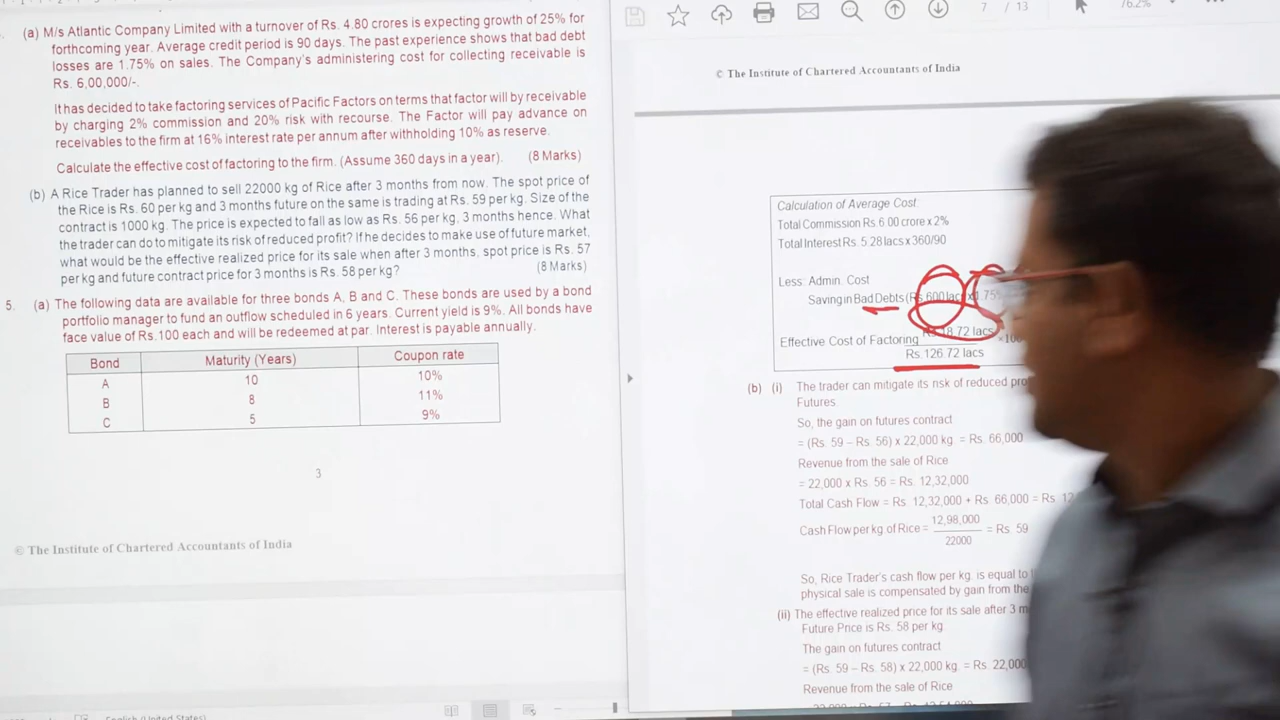 (a) M/s Atlantic Company Limited with a turnover of Rs. 4.80 crores is expecting growth of 25% for
forthcoming year. Average credit period is 90 days. The past experience shows that bad debt
losses are 1.75% on sales. The Company's administering cost for collecting receivable is
Rs. 6,00,000/-.
It has decided to take factoring services of Pacific Factors on terms that factor will by receivable
by charging 2% commission and 20% risk with recourse. The Factor will pay advance on
receivables to the firm at 16% interest rate per annum after withholding 10% as reserve.
Calculate the effective cost of factoring to the firm. (Assume 360 days in a year). (8 Marks)
(b) A Rice Trader has planned to sell 22000 kg of Rice after 3 months from now. The spot price of
the Rice is Rs. 60 per kg and 3 months future on the same is trading at Rs. 59 per kg. Size of the
contract is 1000 kg. The price is expected to fall as low as Rs. 56 per kg, 3 months hence. What
the trader can do to mitigate its risk of reduced profit? If he decides to make use of future market,
what would be the effective realized price for its sale when after 3 months, spot price is Rs. 57
per kg and future contract price for 3 months is Rs. 58 per kg? (8 Marks)
5. (a) The following data are available for three bonds A, B and C. These bonds are used by a bond
portfolio manager to fund an outflow scheduled in 6 years. Current yield is 9%. All bonds have
face value of Rs.100 each and will be redeemed at par. Interest is payable annually.
Bond Maturity (Years) Coupon rate
A 10 10%
B 8 11%
C 5 9%
3
© The Institute of Chartered Accountants of India
English (United States)
7 / 13
76.2%
© The Institute of Chartered Accountants of India
Calculation of Average Cost:
Total Commission Rs.6.00 crore x 2%
Total Interest Rs. 5.28 lacs x 360/90
Less: Admin. Cost
Saving in Bad Debts (Rs.600 lacs x 1.75%
Effective Cost of Factoring 18.72 lacs ×100
Rs.126.72 lacs
(b) (i) The trader can mitigate its risk of reduced
Futures
So, the gain on futures contract
= (Rs. 59 – Rs. 56) x 22,000 kg. = Rs. 66,000
Revenue from the sale of Rice
= 22,000 x Rs. 56 = Rs. 12,32,000
Total Cash Flow = Rs. 12,32,000 + Rs. 66,000 = Rs.
Cash Flow per kg of Rice = 12,98,000 = Rs. 59
22000
So, Rice Trader's cash flow per kg. is equal to
physical sale is compensated by gain from the
(ii) The effective realized price for its sale after 3
Future Price is Rs. 58 per kg.
The gain on futures contract
= (Rs. 59 – Rs. 58) x 22,000 kg. = Rs. 22,000
Revenue from the sale of Rice